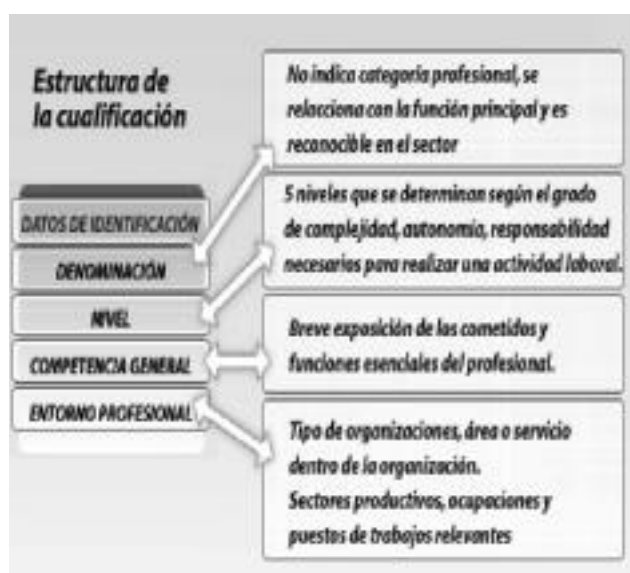 Estructura de
la cualificación
DATOS DE IDENTIFICACIÓN
DENOMINACIÓN
NIVEL
COMPETENCIA GENERAL
ENTORNO PROFESIONAL
No indica categoría profesional, se
relacciona con la función principal y es
reconocible en el sector
5 niveles que se determinan según el grado
de complejidad, autonomía, responsabilidad
necesarios para realizar una actividad laboral.
Breve exposición de los cometidos y
funciones esenciales del profesional.
Tipo de organizaciones, área o servicio
dentro de la organización.
Sectores productivos, ocupaciones y
puestos de trabajos relevantes